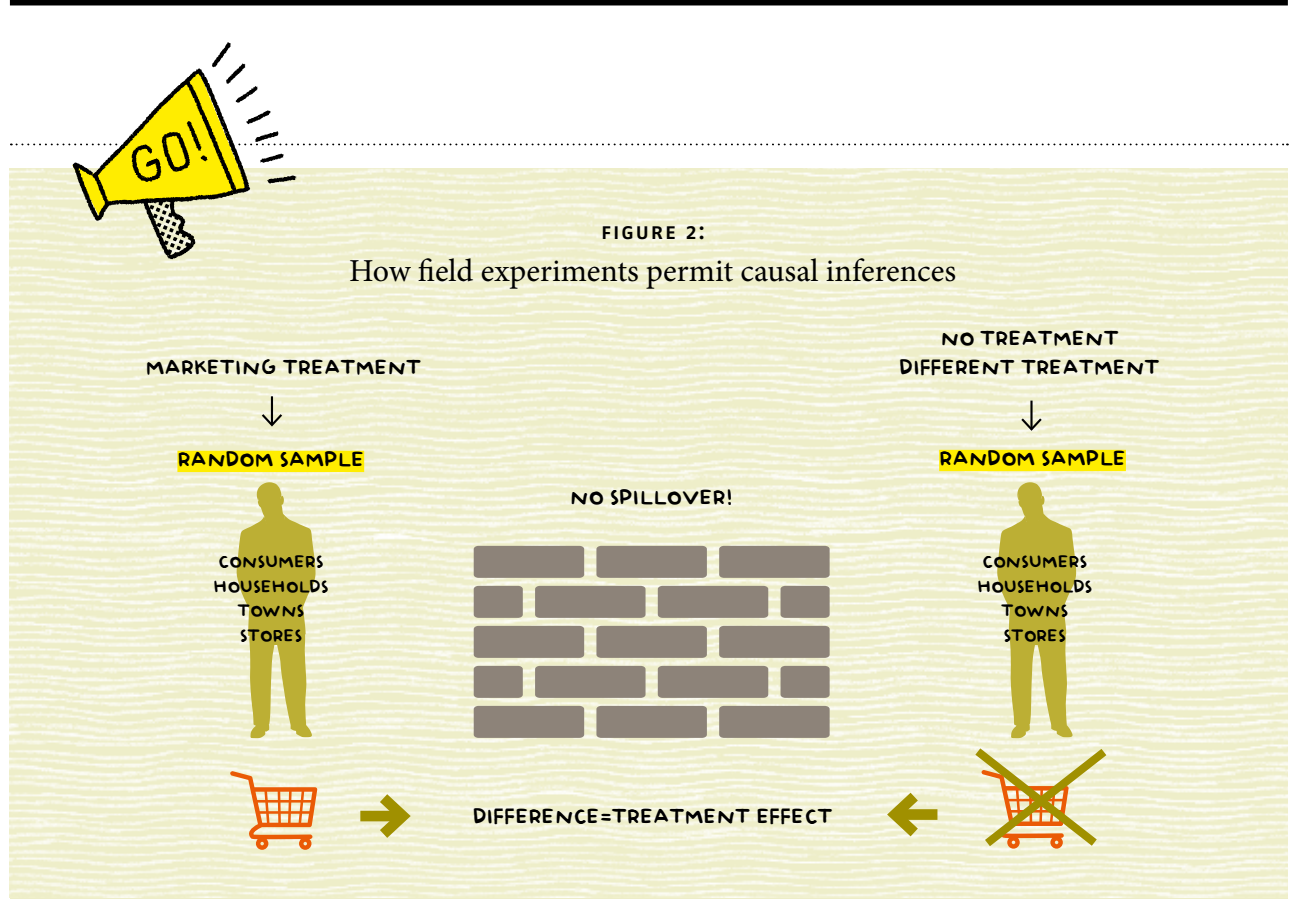 GO!
FIGURE 2:
How field experiments permit causal inferences
MARKETING TREATMENT
NO TREATMENT
DIFFERENT TREATMENT
RANDOM SAMPLE
RANDOM SAMPLE
NO SPILLOVER!
CONSUMERS
HOUSEHOLDS
TOWNS
STORES
CONSUMERS
HOUSEHOLDS
TOWNS
STORES
DIFFERENCE=TREATMENT EFFECT